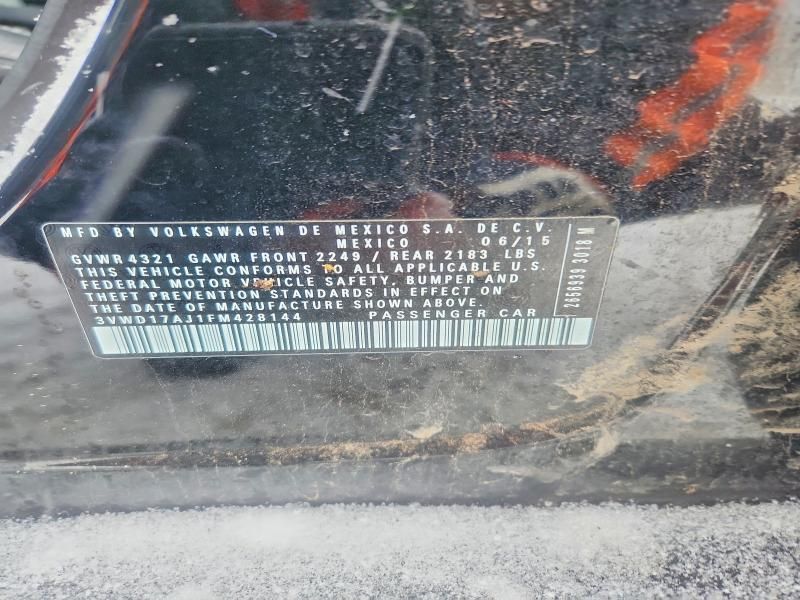 MFD BY VOLKSWAGEN DE MEXICO S.A. DE C.V.
MEXICO 06/15
GVWR 4321 GAWR FRONT 2249 / REAR 2183 LBS
THIS VEHICLE CONFORMS TO ALL APPLICABLE U.S.
FEDERAL MOTOR VEHICLE SAFETY, BUMPER AND
THEFT PREVENTION STANDARDS IN EFFECT ON
THE DATE OF MANUFACTURE SHOWN ABOVE.
3VWD17AJ1FM428144 PASSENGER CAR
2658939 3018 M